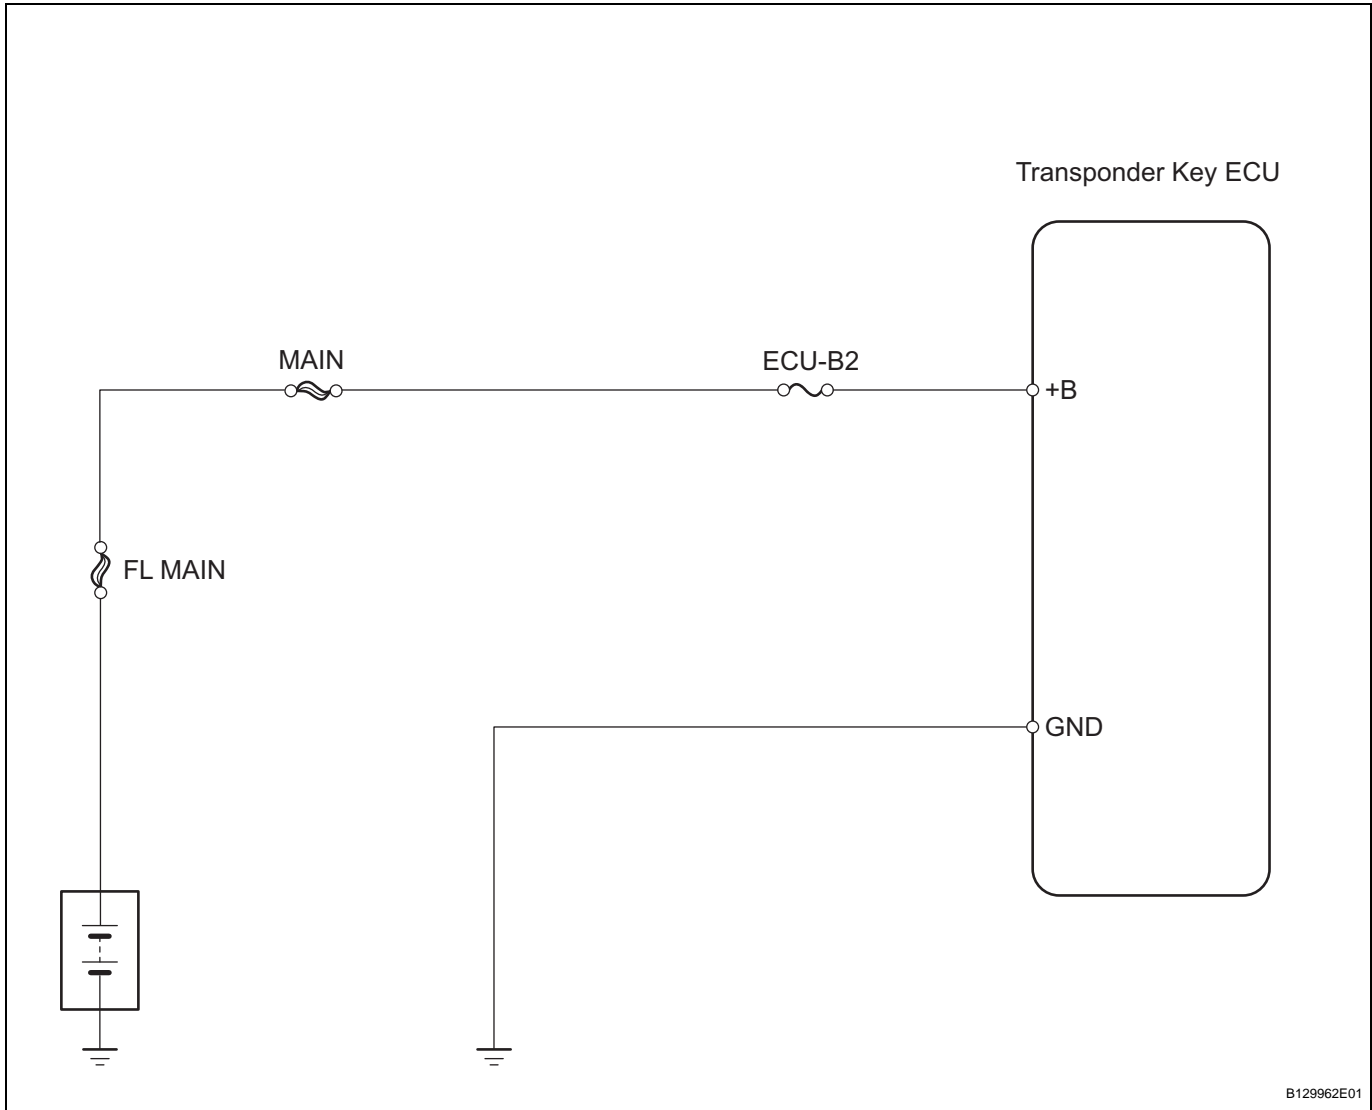 Transponder Key ECU
MAIN
ECU-B2
+B
FL MAIN
GND
B129962E01